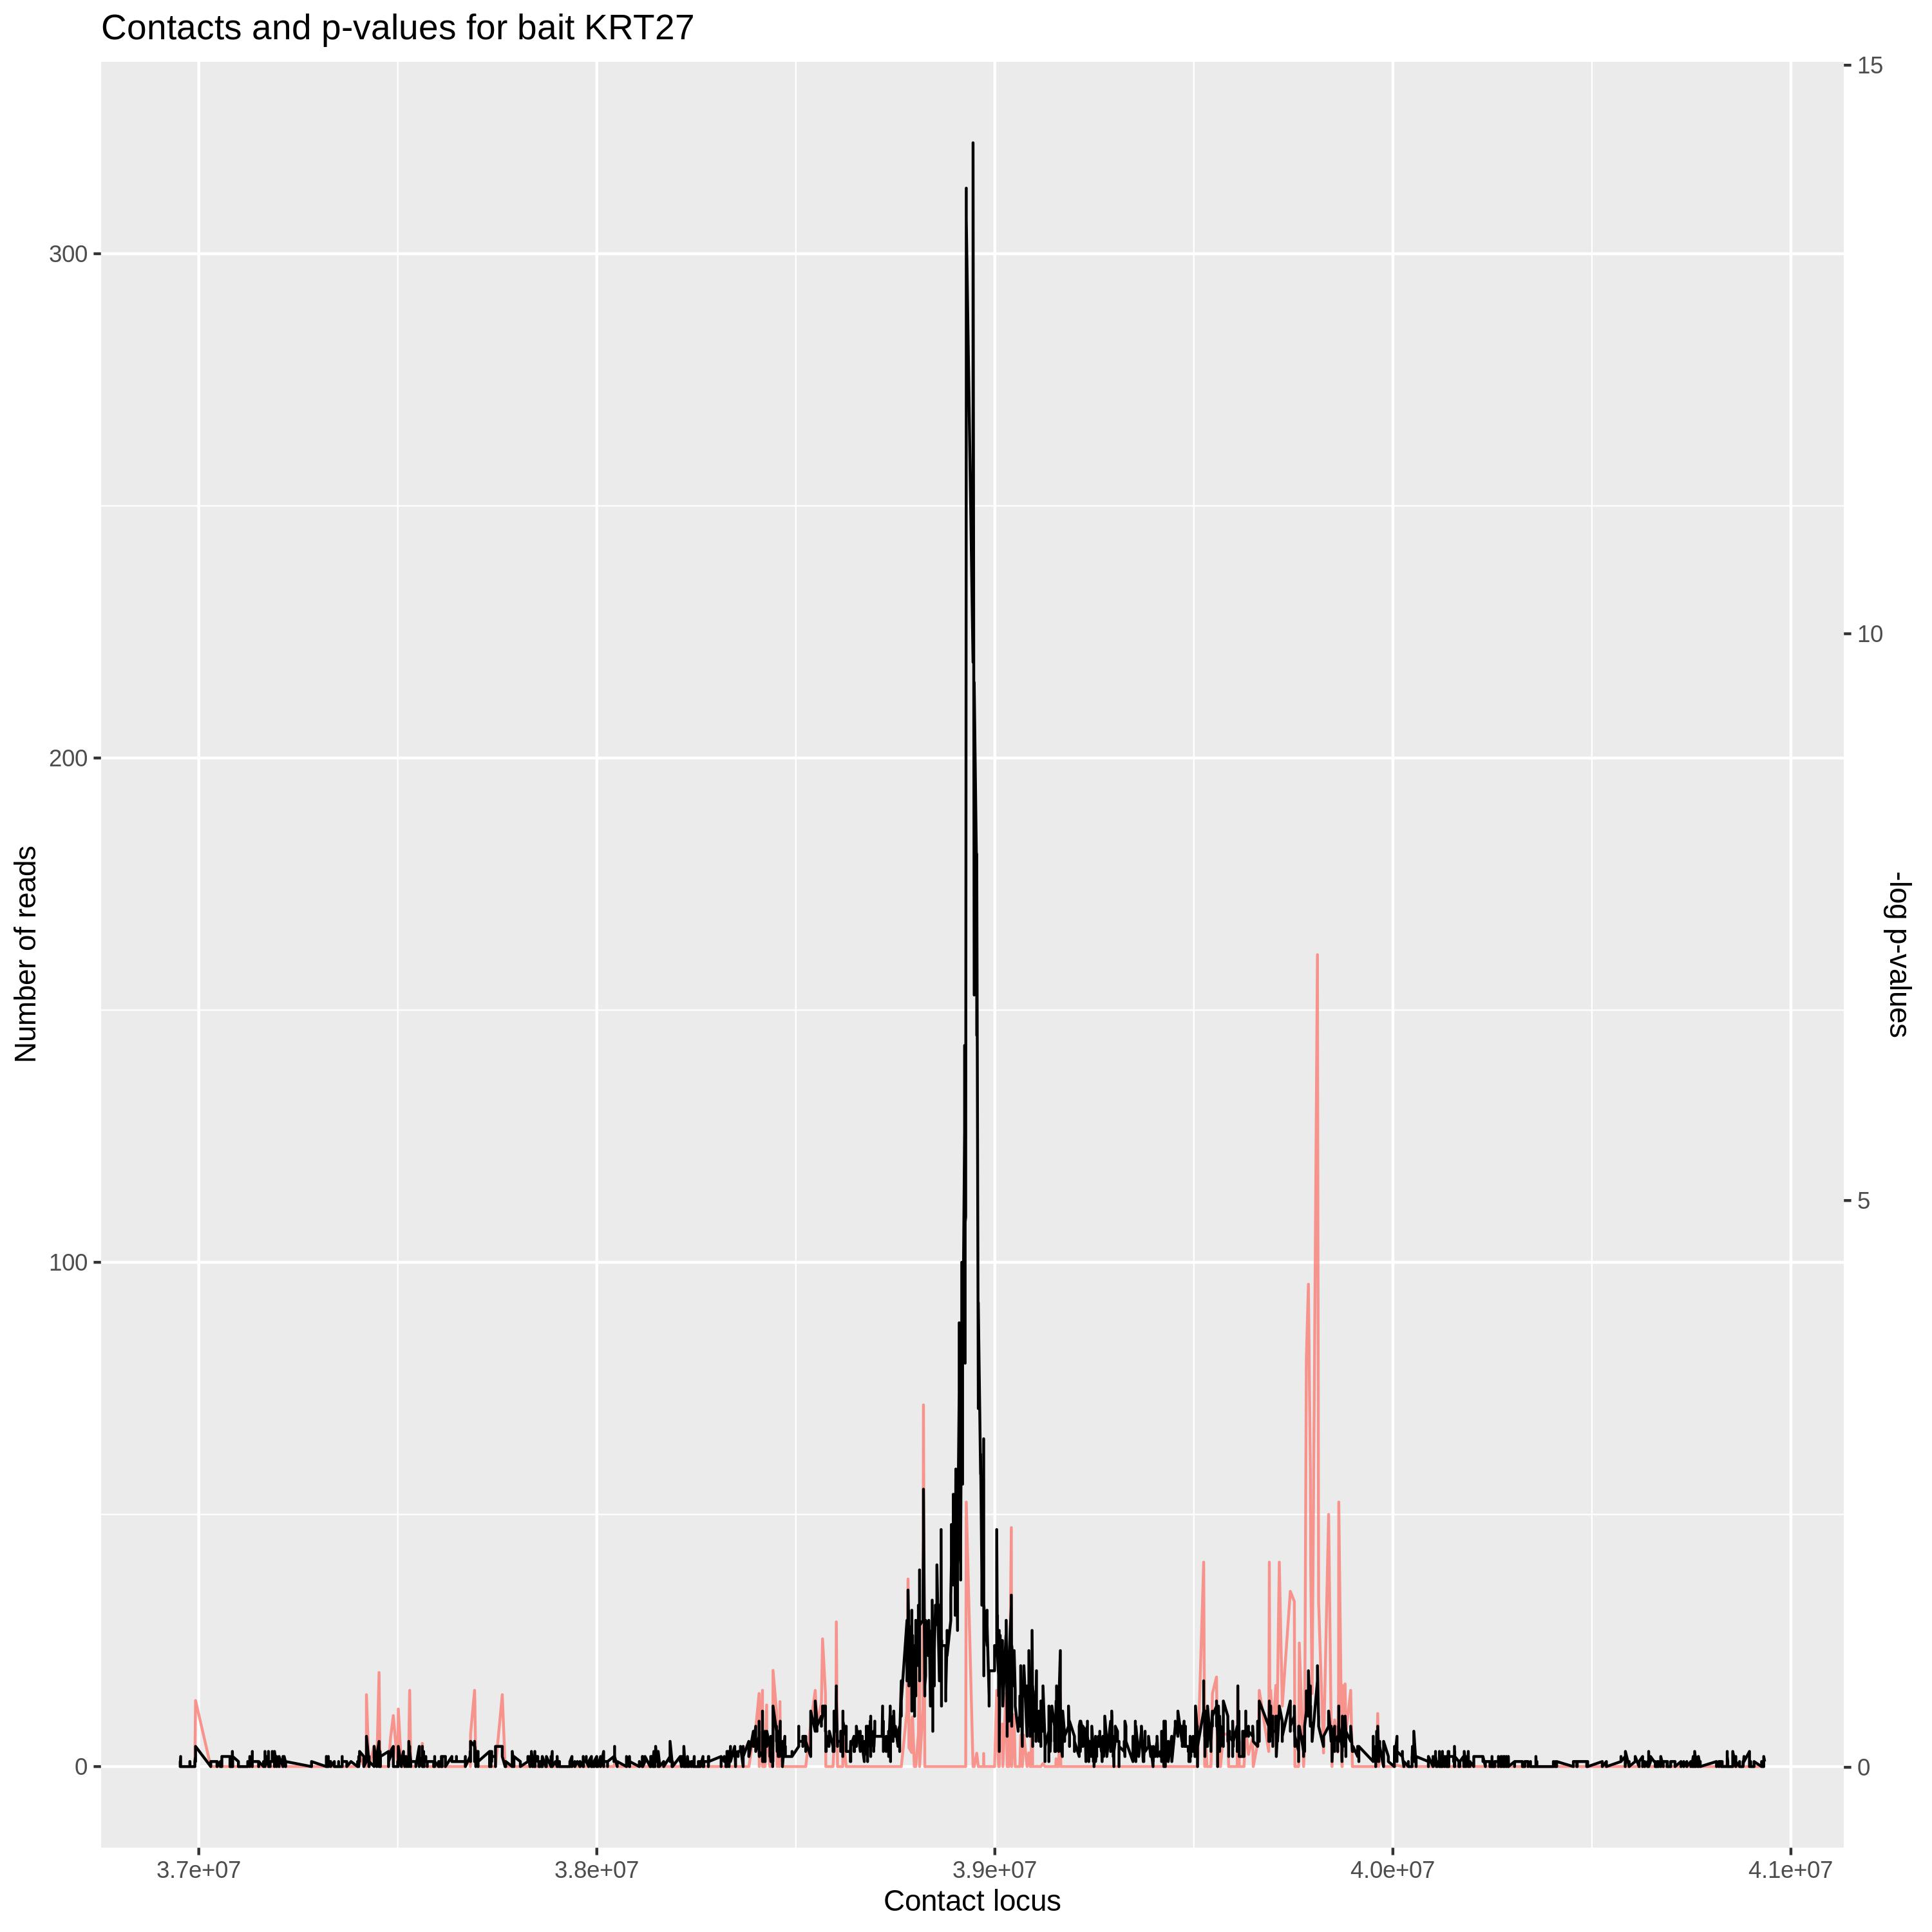 Contacts and p-values for bait KRT27
Number of reads
300
200
100
0
15
10
5
0
-log p-values
3.7e+07 3.8e+07 3.9e+07 4.0e+07 4.1e+07
Contact locus